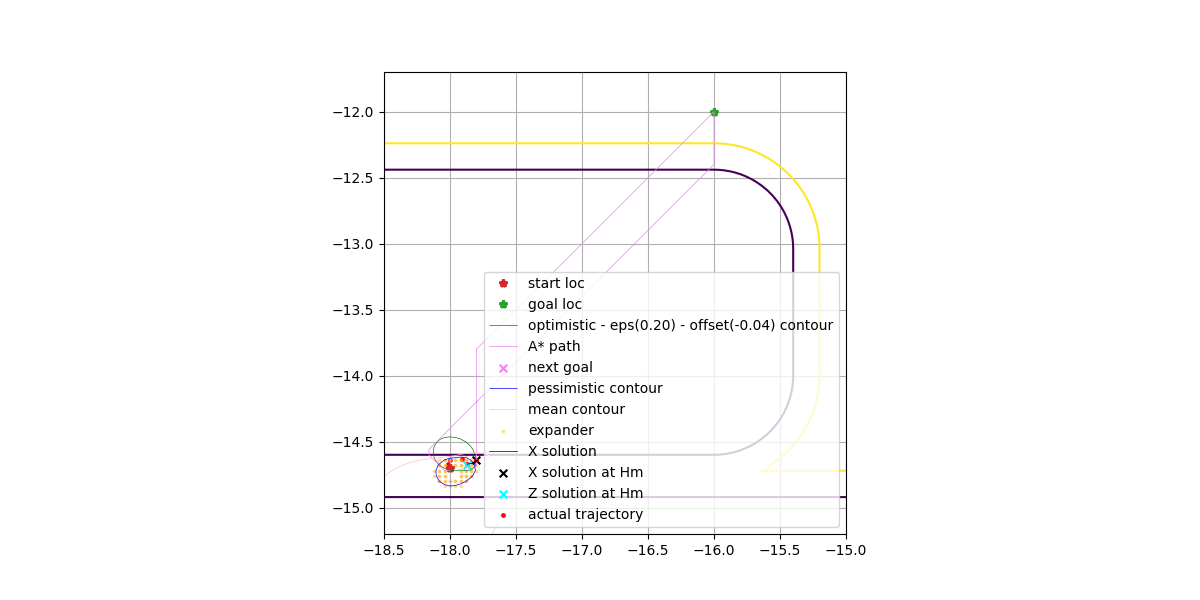 −12.0
−12.5
−13.0
−13.5
−14.0
−14.5
−15.0
start loc
goal loc
optimistic - eps(0.20) - offset(-0.04) contour
A* path
next goal
pessimistic contour
mean contour
expander
X solution
X solution at Hm
Z solution at Hm
actual trajectory
−18.5 −18.0 −17.5 −17.0 −16.5 −16.0 −15.5 −15.0